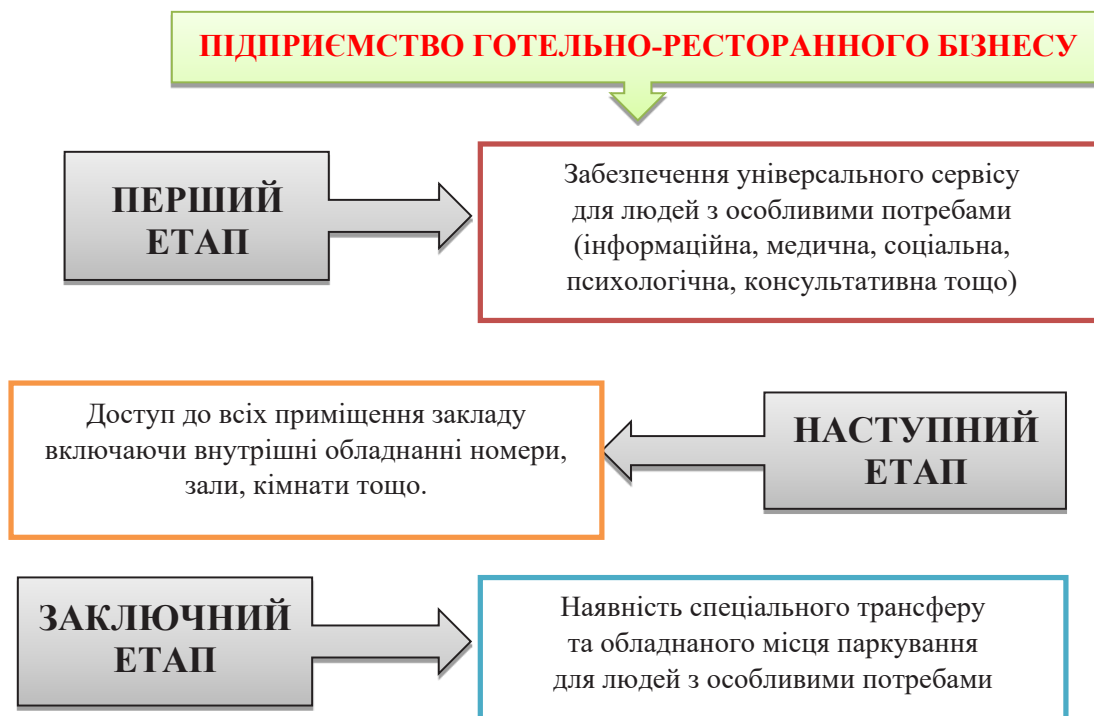 ПІДПРИЄМСТВО ГОТЕЛЬНО-РЕСТОРАННОГО БІЗНЕСУ
ПЕРШИЙ
ЕТАП
Забезпечення універсального сервісу
для людей з особливими потребами
(інформаційна, медична, соціальна,
психологічна, консультативна тощо)
Доступ до всіх приміщення закладу
включаючи внутрішні обладнанні номери,
зали, кімнати тощо.
НАСТУПНИЙ
ЕТАП
ЗАКЛЮЧНИЙ
ЕТАП
Наявність спеціального трансферу
та обладнаного місця паркування
для людей з особливими потребами